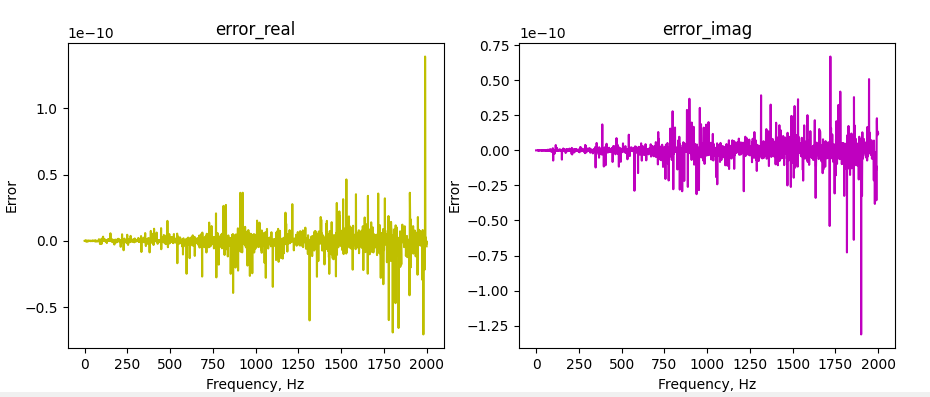 error_real
1e−10
1.0
0.5
0.0
−0.5
Error
0 250 500 750 1000 1250 1500 1750 2000
Frequency, Hz
error_imag
1e−10
0.75
0.50
0.25
0.00
−0.25
−0.50
−0.75
−1.00
−1.25
Error
0 250 500 750 1000 1250 1500 1750 2000
Frequency, Hz